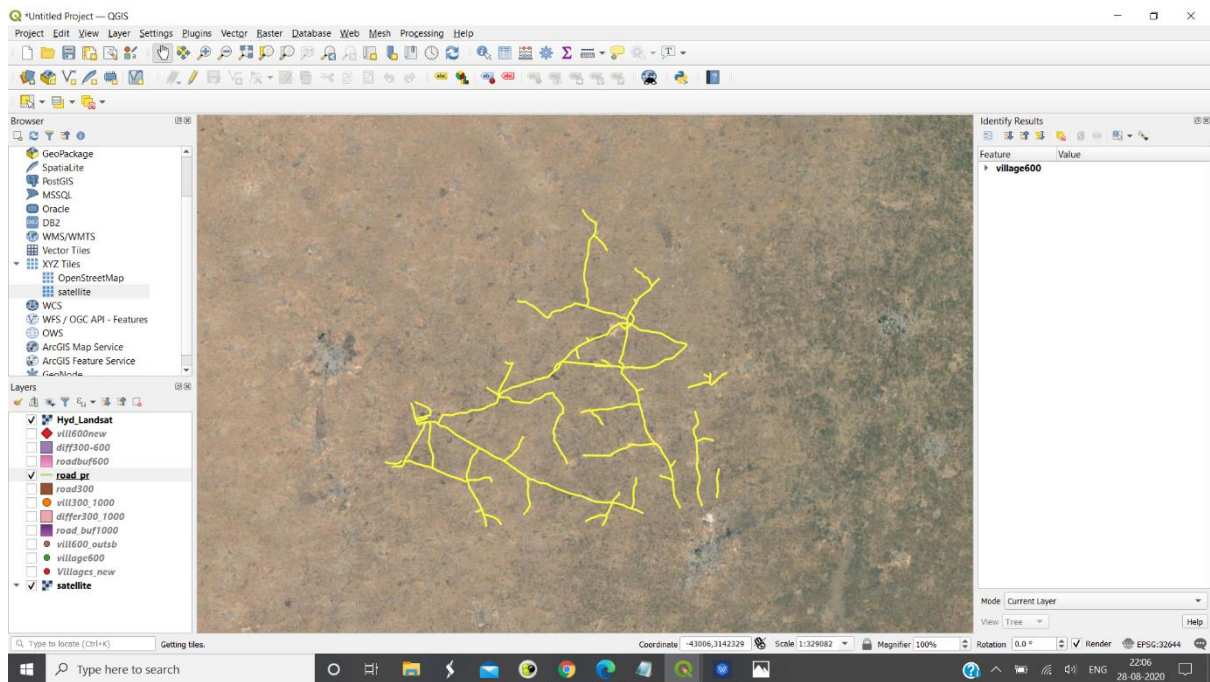 *Untitled Project — QGIS
Project Edit View Layer Settings Plugins Vector Raster Database Web Mesh Processing Help
Browser
GeoPackage
SpatiaLite
PostGIS
MSSQL
Oracle
DB2
WMS/WMTS
Vector Tiles
XYZ Tiles
OpenStreetMap
satellite
WCS
WFS / OGC API - Features
OWS
ArcGIS Map Service
ArcGIS Feature Service
GeoNode
Layers
Hyd_Landsat
vill600new
diff300-600
roadbuf600
road_pr
road300
vill300_1000
differ300_1000
road_buf1000
vill600_outsb
village600
Villages_new
satellite
Identify Results
Feature Value
village600
Mode Current Layer
View Tree Help
Type to locate (Ctrl+K) Getting tiles. Coordinate -43006,3142329 Scale 1:329082 Magnifier 100% Rotation 0.0 ° Render EPSG:32644
Type here to search ENG 22:06
28-08-2020